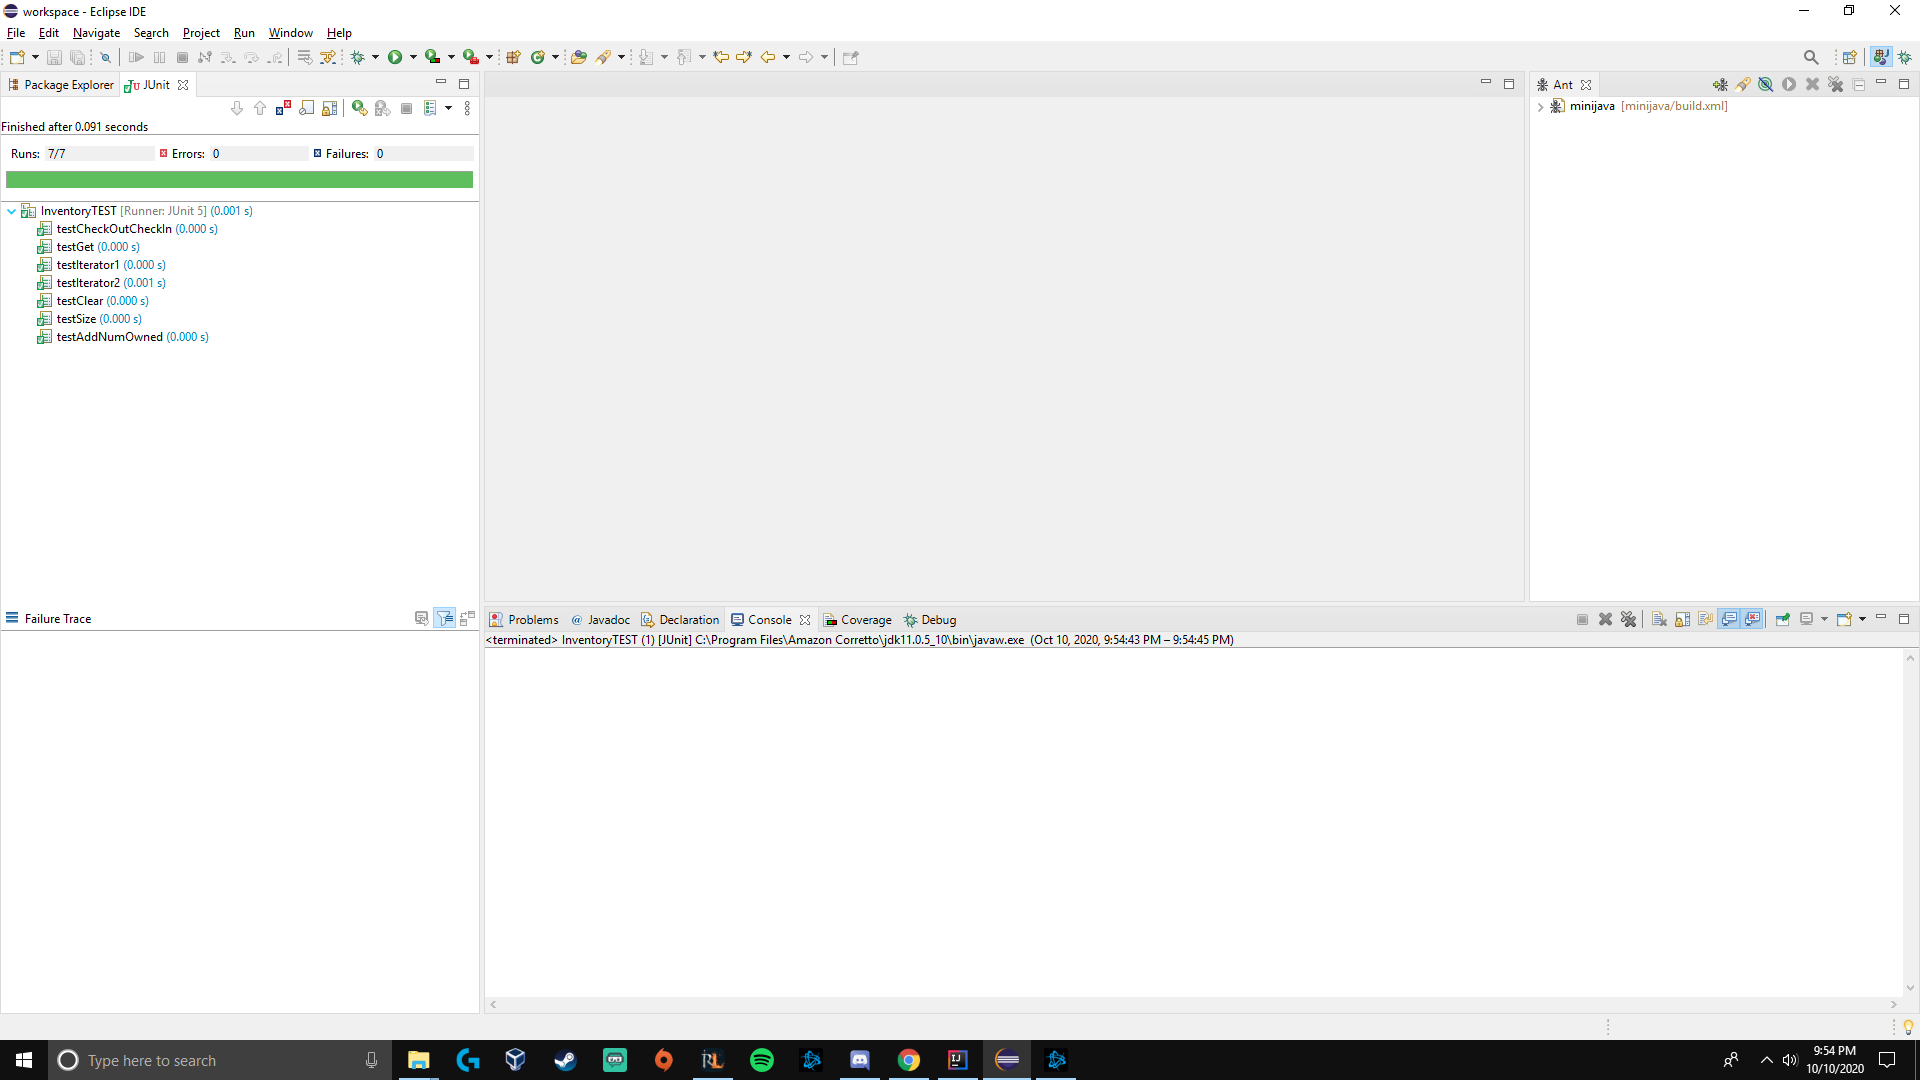 workspace - Eclipse IDE
File Edit Navigate Search Project Run Window Help
Package Explorer JUnit
Finished after 0.091 seconds
Runs: 7/7 Errors: 0 Failures: 0
InventoryTEST [Runner: JUnit 5] (0.001 s)
testCheckOutCheckIn (0.000 s)
testGet (0.000 s)
testIterator1 (0.000 s)
testIterator2 (0.001 s)
testClear (0.000 s)
testSize (0.000 s)
testAddNumOwned (0.000 s)
Failure Trace
Ant
minijava [minijava/build.xml]
Problems @ Javadoc Declaration Console Coverage Debug
<terminated> InventoryTEST (1) [JUnit] C:\Program Files\Amazon Corretto\jdk11.0.5_10\bin\javaw.exe (Oct 10, 2020, 9:54:43 PM – 9:54:45 PM)
Type here to search
9:54 PM
10/10/2020